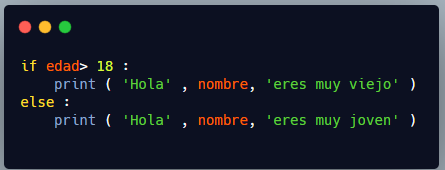 if edad> 18 :
    print ( 'Hola' , nombre, 'eres muy viejo' )
else :
    print ( 'Hola' , nombre, 'eres muy joven' )